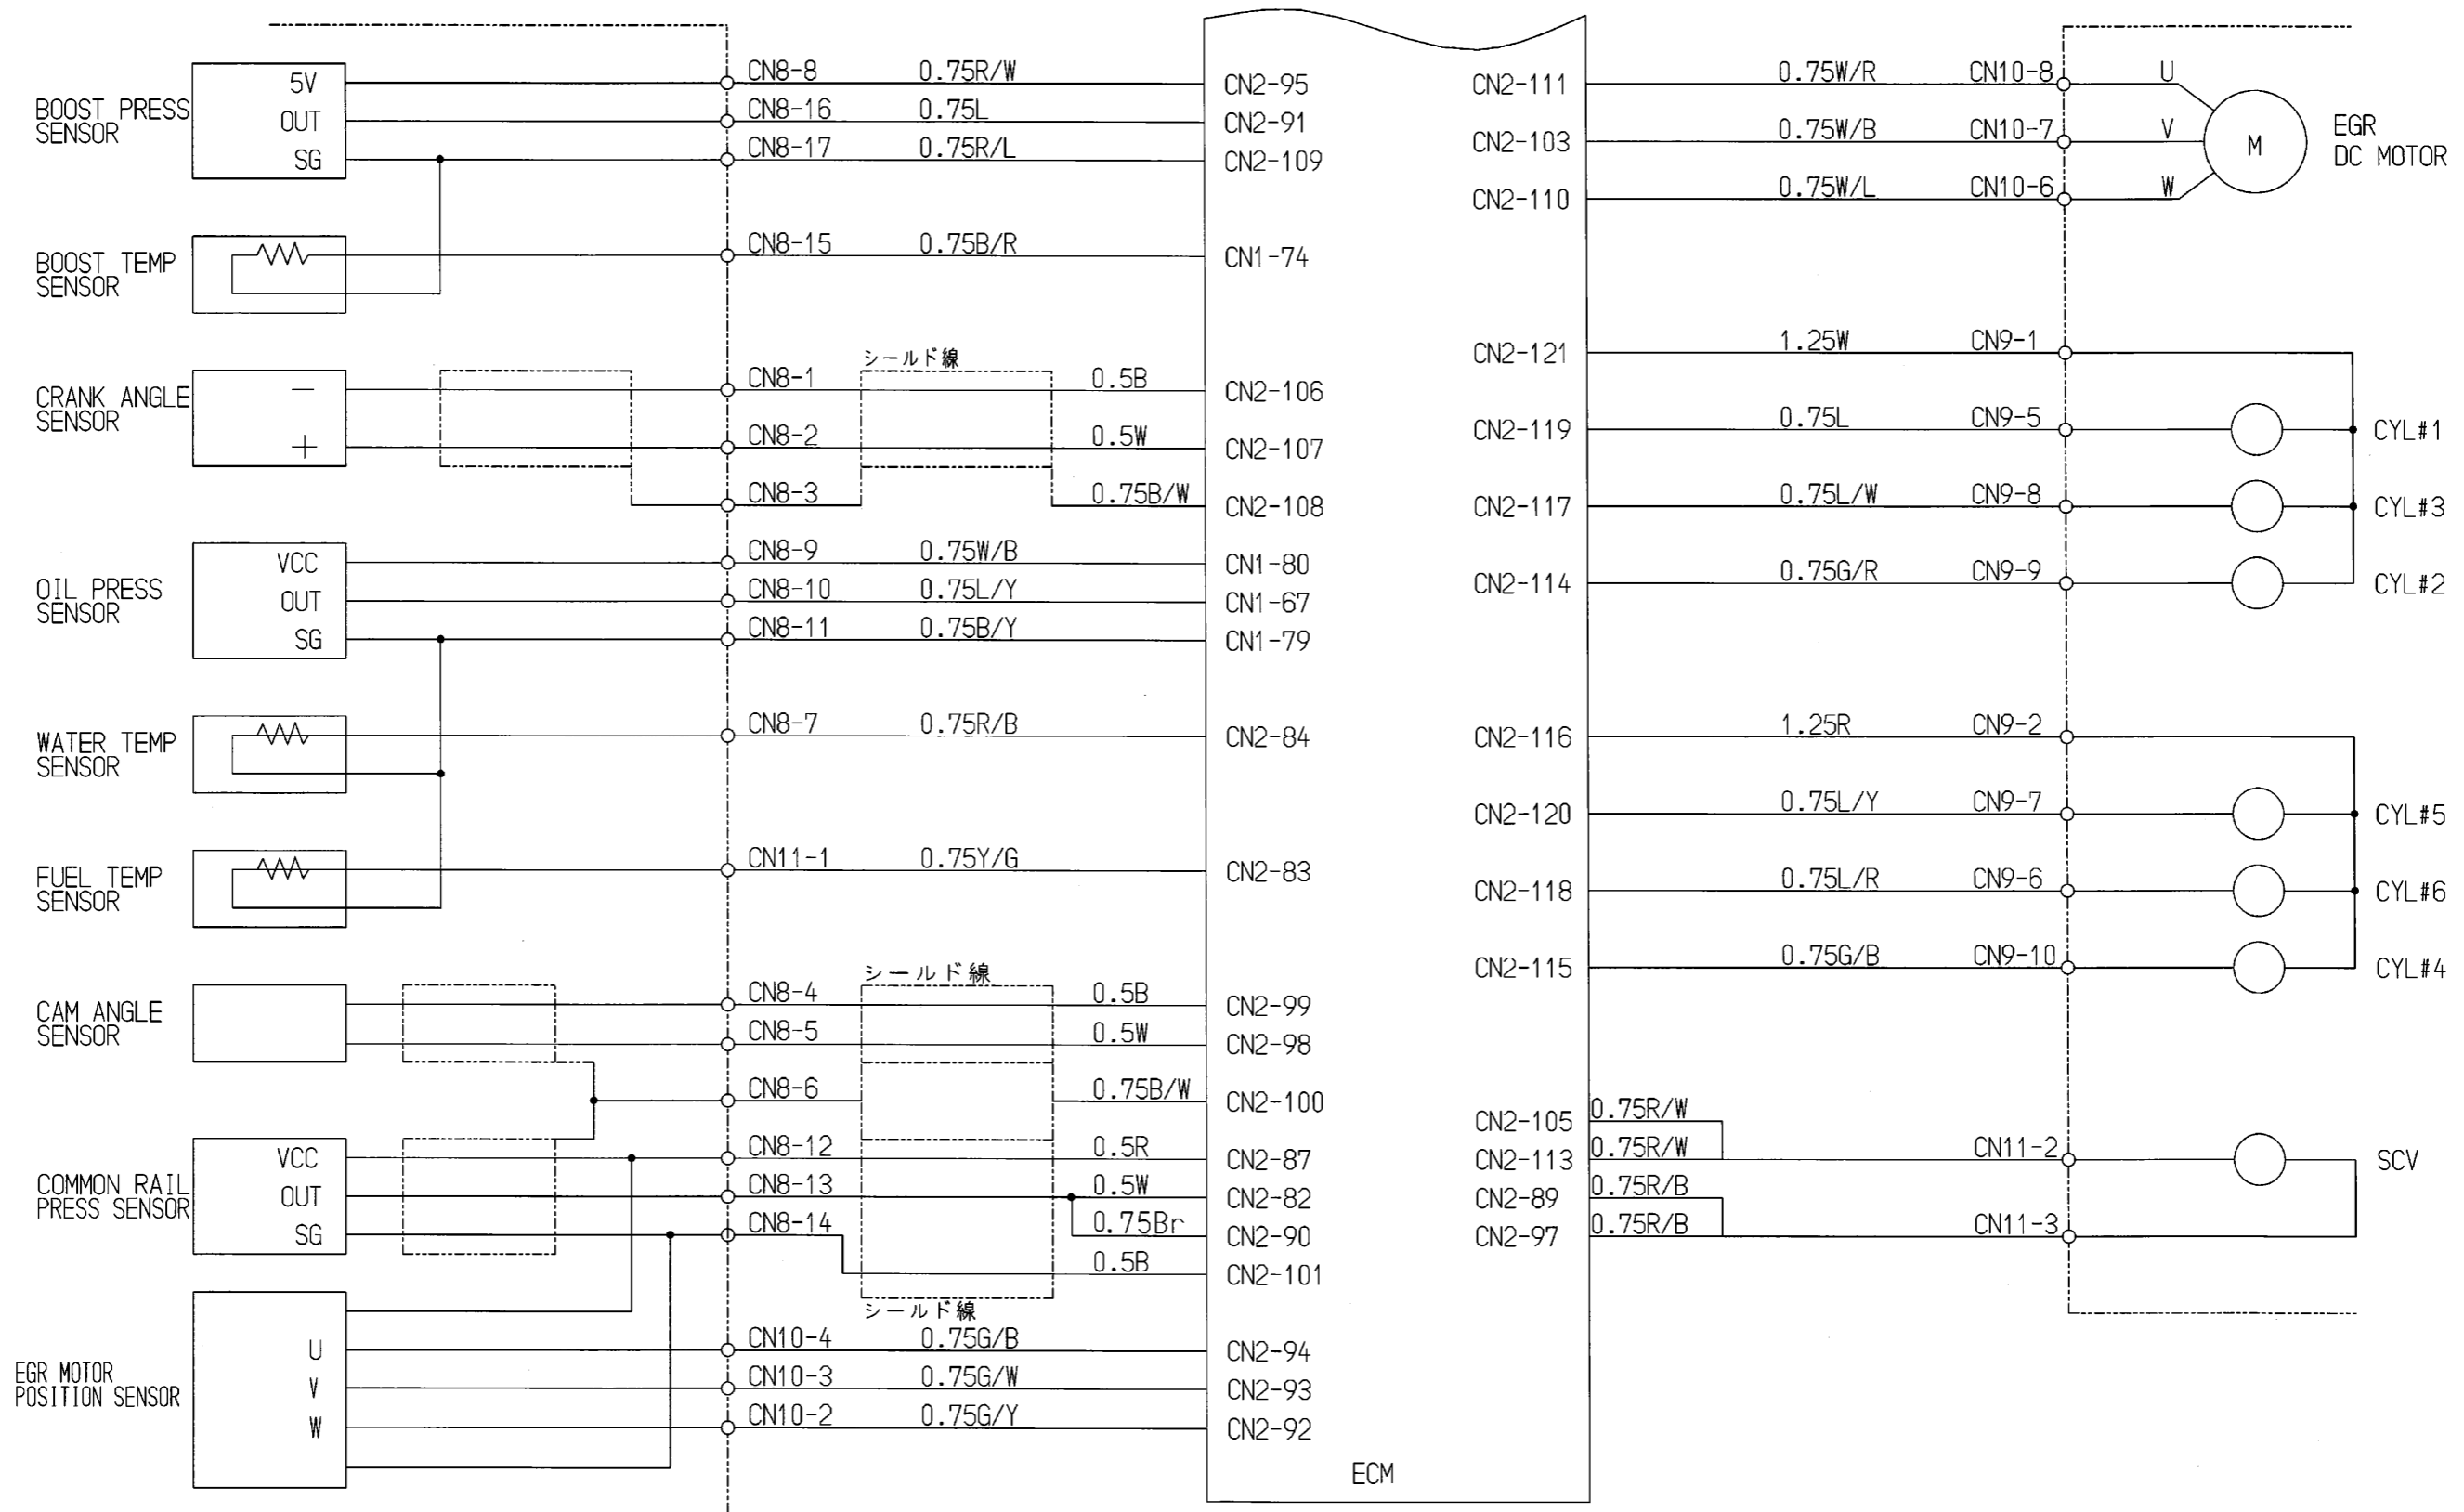 BOOST PRESS
SENSOR
5V
OUT
SG
CN8-8 0.75R/W CN2-95
CN8-16 0.75L CN2-91
CN8-17 0.75R/L CN2-109
BOOST TEMP
SENSOR
CN8-15 0.75B/R CN1-74
CRANK ANGLE
SENSOR
−
+
シールド線
CN8-1 0.5B CN2-106
CN8-2 0.5W CN2-107
CN8-3 0.75B/W CN2-108
OIL PRESS
SENSOR
VCC
OUT
SG
CN8-9 0.75W/B CN1-80
CN8-10 0.75L/Y CN1-67
CN8-11 0.75B/Y CN1-79
WATER TEMP
SENSOR
CN8-7 0.75R/B CN2-84
FUEL TEMP
SENSOR
CN11-1 0.75Y/G CN2-83
CAM ANGLE
SENSOR
シールド線
CN8-4 0.5B CN2-99
CN8-5 0.5W CN2-98
CN8-6 0.75B/W CN2-100
COMMON RAIL
PRESS SENSOR
VCC
OUT
SG
CN8-12 0.5R CN2-87
CN8-13 0.5W CN2-82
CN8-14 0.75Br CN2-90
0.5B CN2-101
シールド線
EGR MOTOR
POSITION SENSOR
U
V
W
CN10-4 0.75G/B CN2-94
CN10-3 0.75G/W CN2-93
CN10-2 0.75G/Y CN2-92
ECM
CN2-111 0.75W/R CN10-8 U
CN2-103 0.75W/B CN10-7 V
CN2-110 0.75W/L CN10-6 W
M
EGR
DC MOTOR
CN2-121 1.25W CN9-1
CN2-119 0.75L CN9-5 CYL#1
CN2-117 0.75L/W CN9-8 CYL#3
CN2-114 0.75G/R CN9-9 CYL#2
CN2-116 1.25R CN9-2
CN2-120 0.75L/Y CN9-7 CYL#5
CN2-118 0.75L/R CN9-6 CYL#6
CN2-115 0.75G/B CN9-10 CYL#4
CN2-105 0.75R/W
CN2-113 0.75R/W CN11-2 SCV
CN2-89 0.75R/B
CN2-97 0.75R/B CN11-3